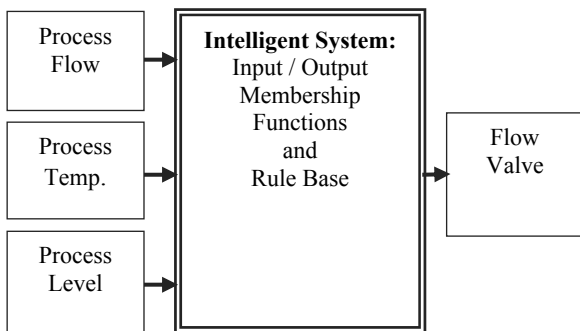 Process
Flow
Process
Temp.
Process
Level
Intelligent System:
Input / Output
Membership
Functions
and
Rule Base
Flow
Valve